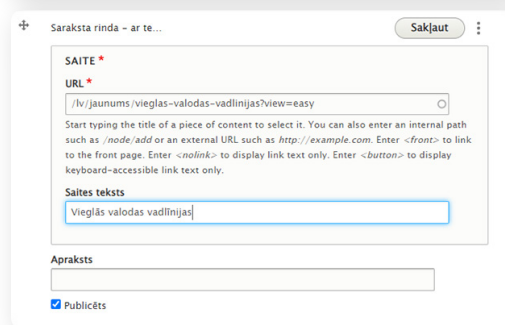 Saraksta rinda – ar te...
Sakļaut
SAITE *
URL *
/lv/jaunums/vieglas-valodas-vadlinijas?view=easy
Start typing the title of a piece of content to select it. You can also enter an internal path
such as /node/add or an external URL such as http://example.com. Enter <front> to link
to the front page. Enter <nolink> to display link text only. Enter <button> to display
keyboard-accessible link text only.
Saites teksts
Vieglās valodas vadlīnijas
Apraksts
Publicēts